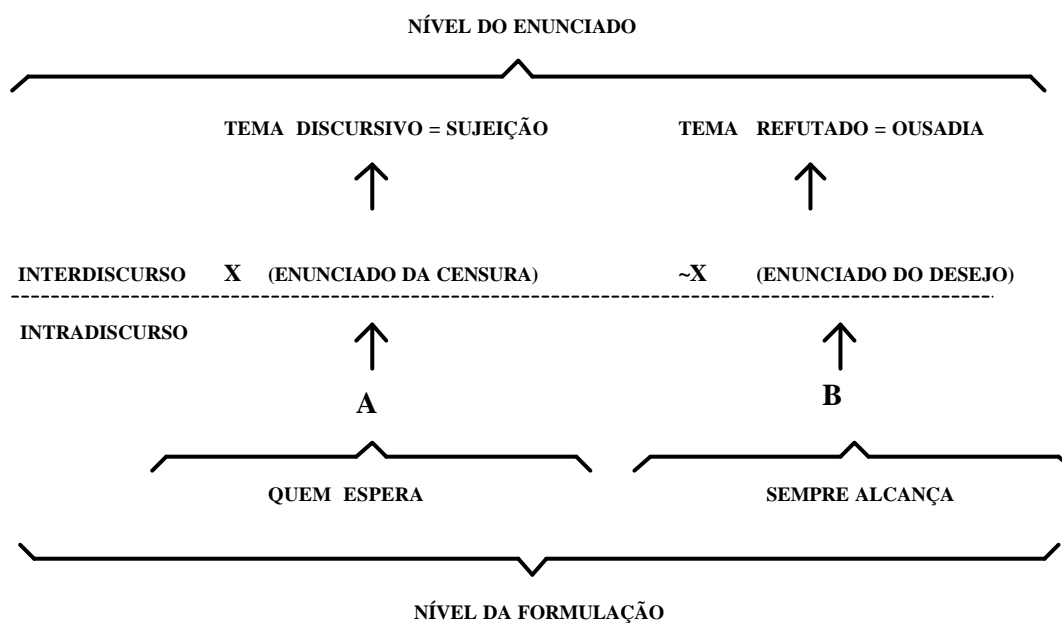 NÍVEL DO ENUNCIADO
TEMA DISCURSIVO = SUJEIÇÃO TEMA REFUTADO = OUSADIA
INTERDISCURSO X (ENUNCIADO DA CENSURA) ~X (ENUNCIADO DO DESEJO)
INTRADISCURSO
A B
QUEM ESPERA SEMPRE ALCANÇA
NÍVEL DA FORMULAÇÃO